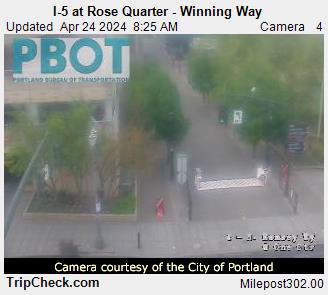 I-5 at Rose Quarter - Winning Way
Updated Apr 24 2024 8:25 AM Camera 4
PBOT
PORTLAND BUREAU OF TRANSPORTATION
Camera courtesy of the City of Portland
TripCheck.com Milepost302.00